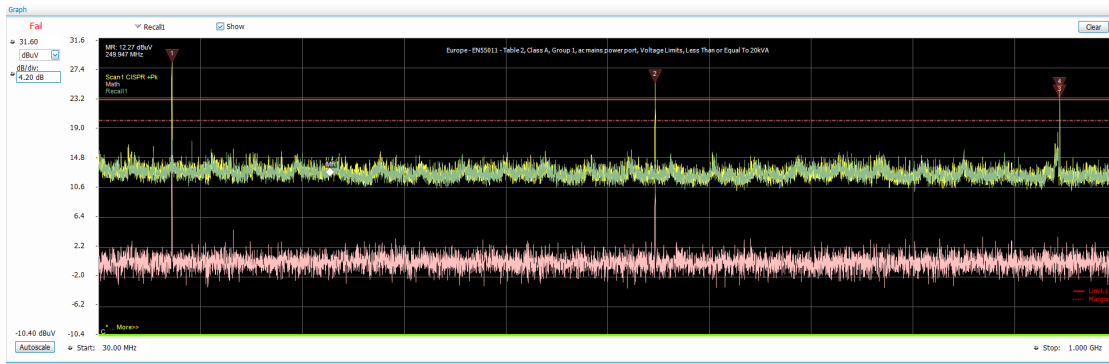 Graph
Fail
Recall1
Show
Clear
31.60
dBuV
dB/div:
4.20 dB
31.6
27.4
23.2
19.0
14.8
10.6
6.4
2.2
-2.0
-6.2
-10.4
MR: 12.27 dBuV
249.947 MHz
Scan1 CISPR +Pk
Math
Recall1
Europe - EN55011 - Table 2, Class A, Group 1, ac mains power port, Voltage Limits, Less Than or Equal To 20kVA
1
2
4
3
MR
Limit 1
Margin
C
* .. More>>
-10.40 dBuV
Autoscale
Start: 30.00 MHz
Stop: 1.000 GHz